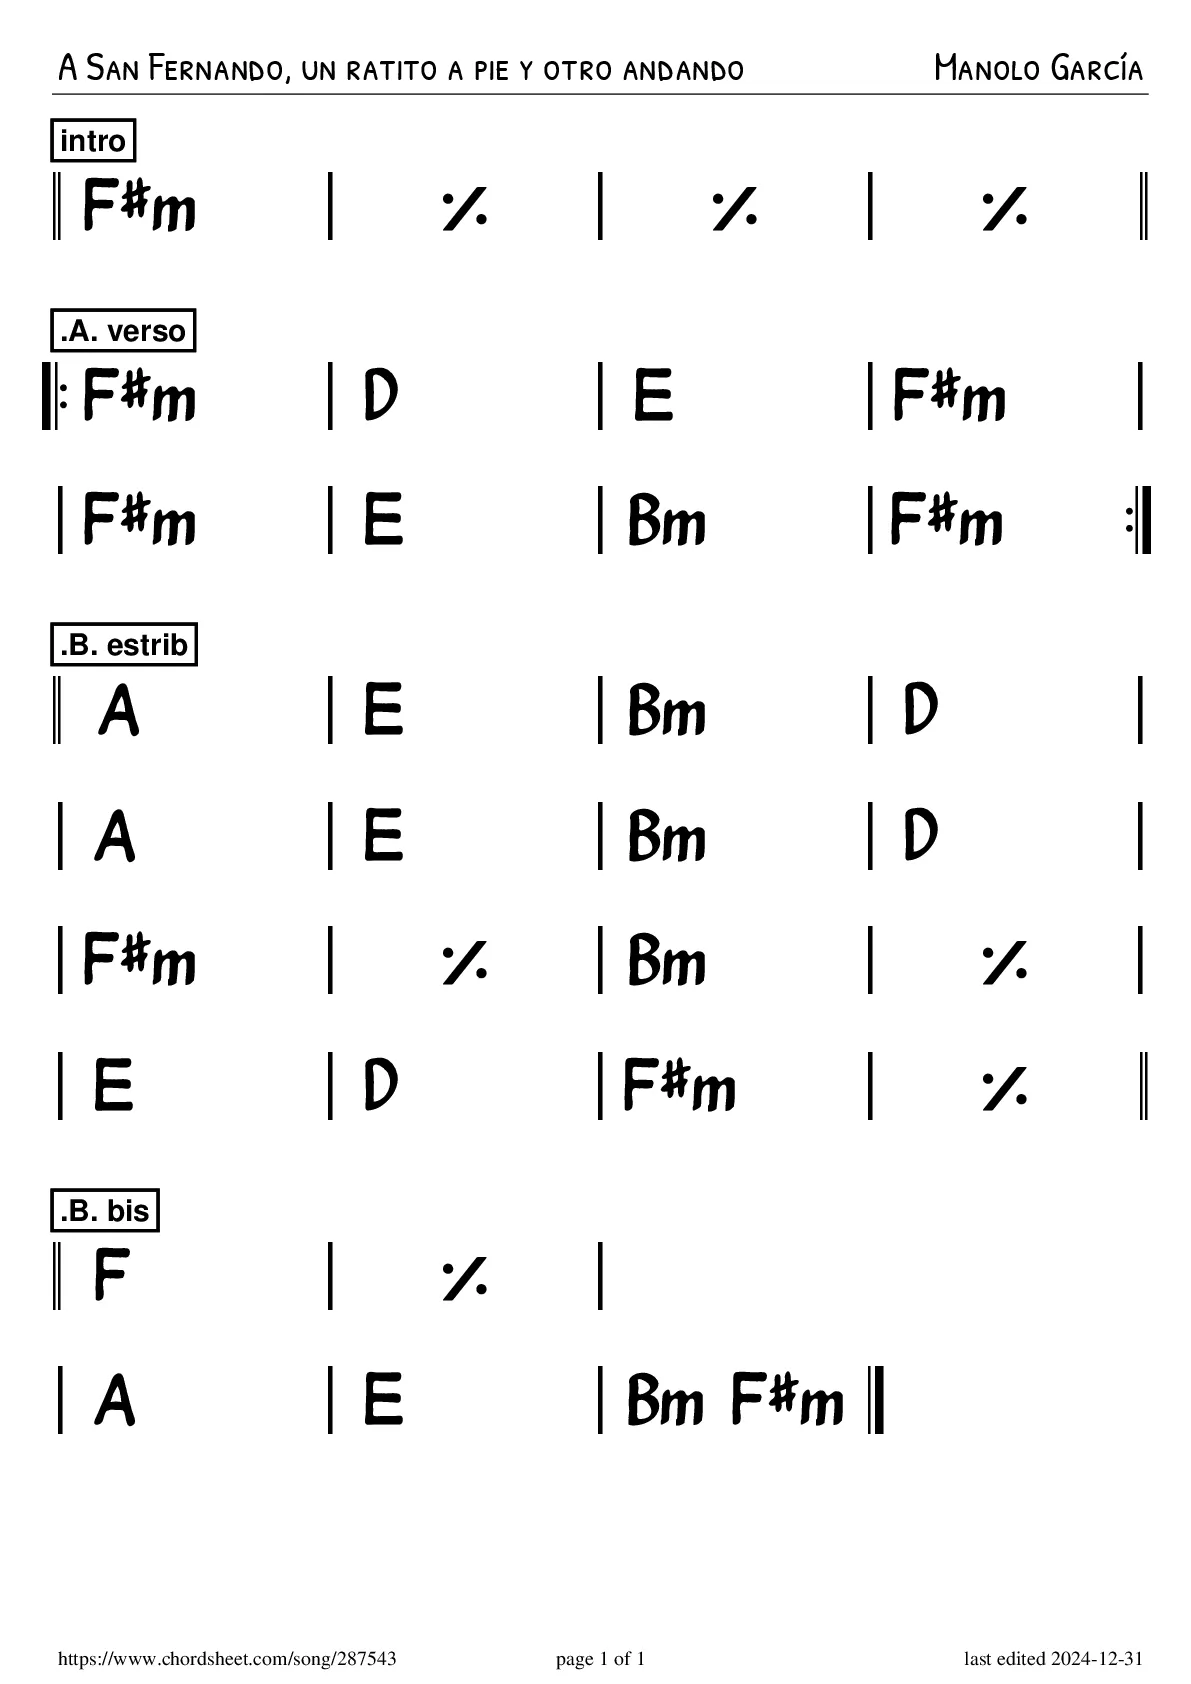 A San Fernando, un ratito a pie y otro andando Manolo García
intro
F#m | % | % | %
.A. verso
F#m | D | E | F#m |
| F#m | E | Bm | F#m :|
.B. estrib
A | E | Bm | D |
| A | E | Bm | D |
| F#m | % | Bm | % |
| E | D | F#m | %
.B. bis
F | % |
| A | E | Bm F#m
https://www.chordsheet.com/song/287543 page 1 of 1 last edited 2024-12-31